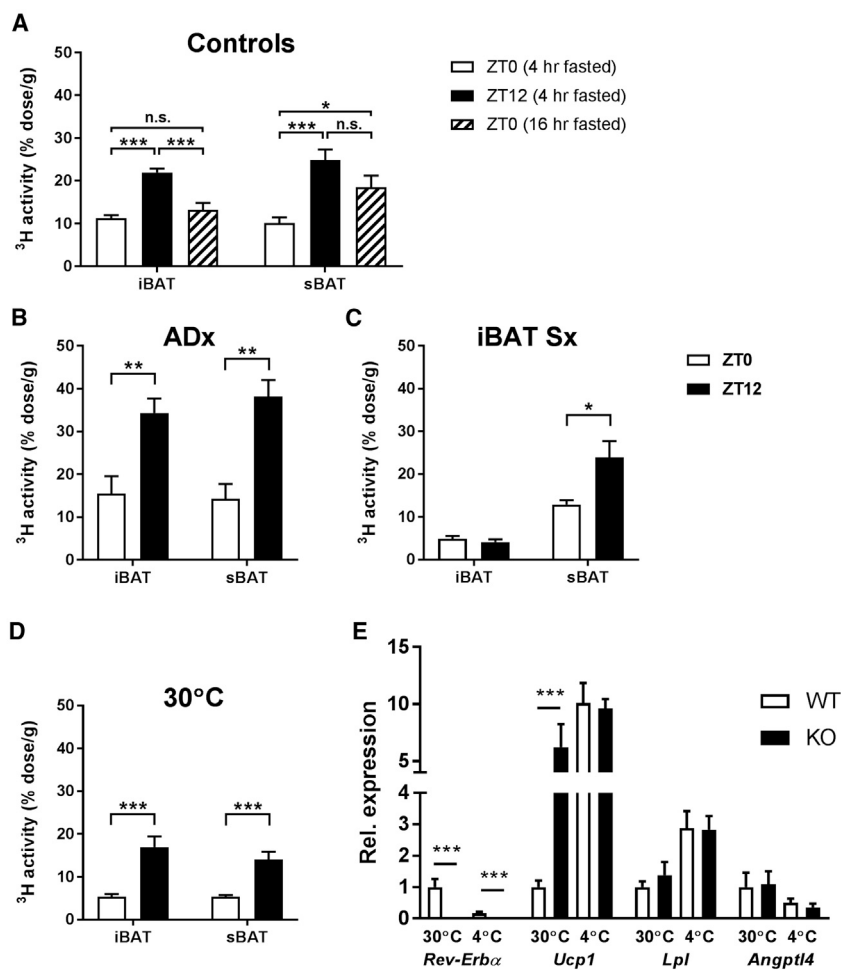 A
Controls
³H activity (% dose/g)
50
40
30
20
10
0
n.s.
*** ***
*
*** n.s.
iBAT sBAT
ZT0 (4 hr fasted)
ZT12 (4 hr fasted)
ZT0 (16 hr fasted)
B
ADx
³H activity (% dose/g)
50
40
30
20
10
0
** **
iBAT sBAT
C
iBAT Sx
³H activity (% dose/g)
50
40
30
20
10
0
*
iBAT sBAT
ZT0
ZT12
D
30°C
³H activity (% dose/g)
50
40
30
20
10
0
*** ***
iBAT sBAT
E
Rel. expression
15
10
5
4
3
2
1
0
***
***
***
WT
KO
30°C 4°C 30°C 4°C 30°C 4°C 30°C 4°C
Rev-Erbα Ucp1 Lpl Angptl4